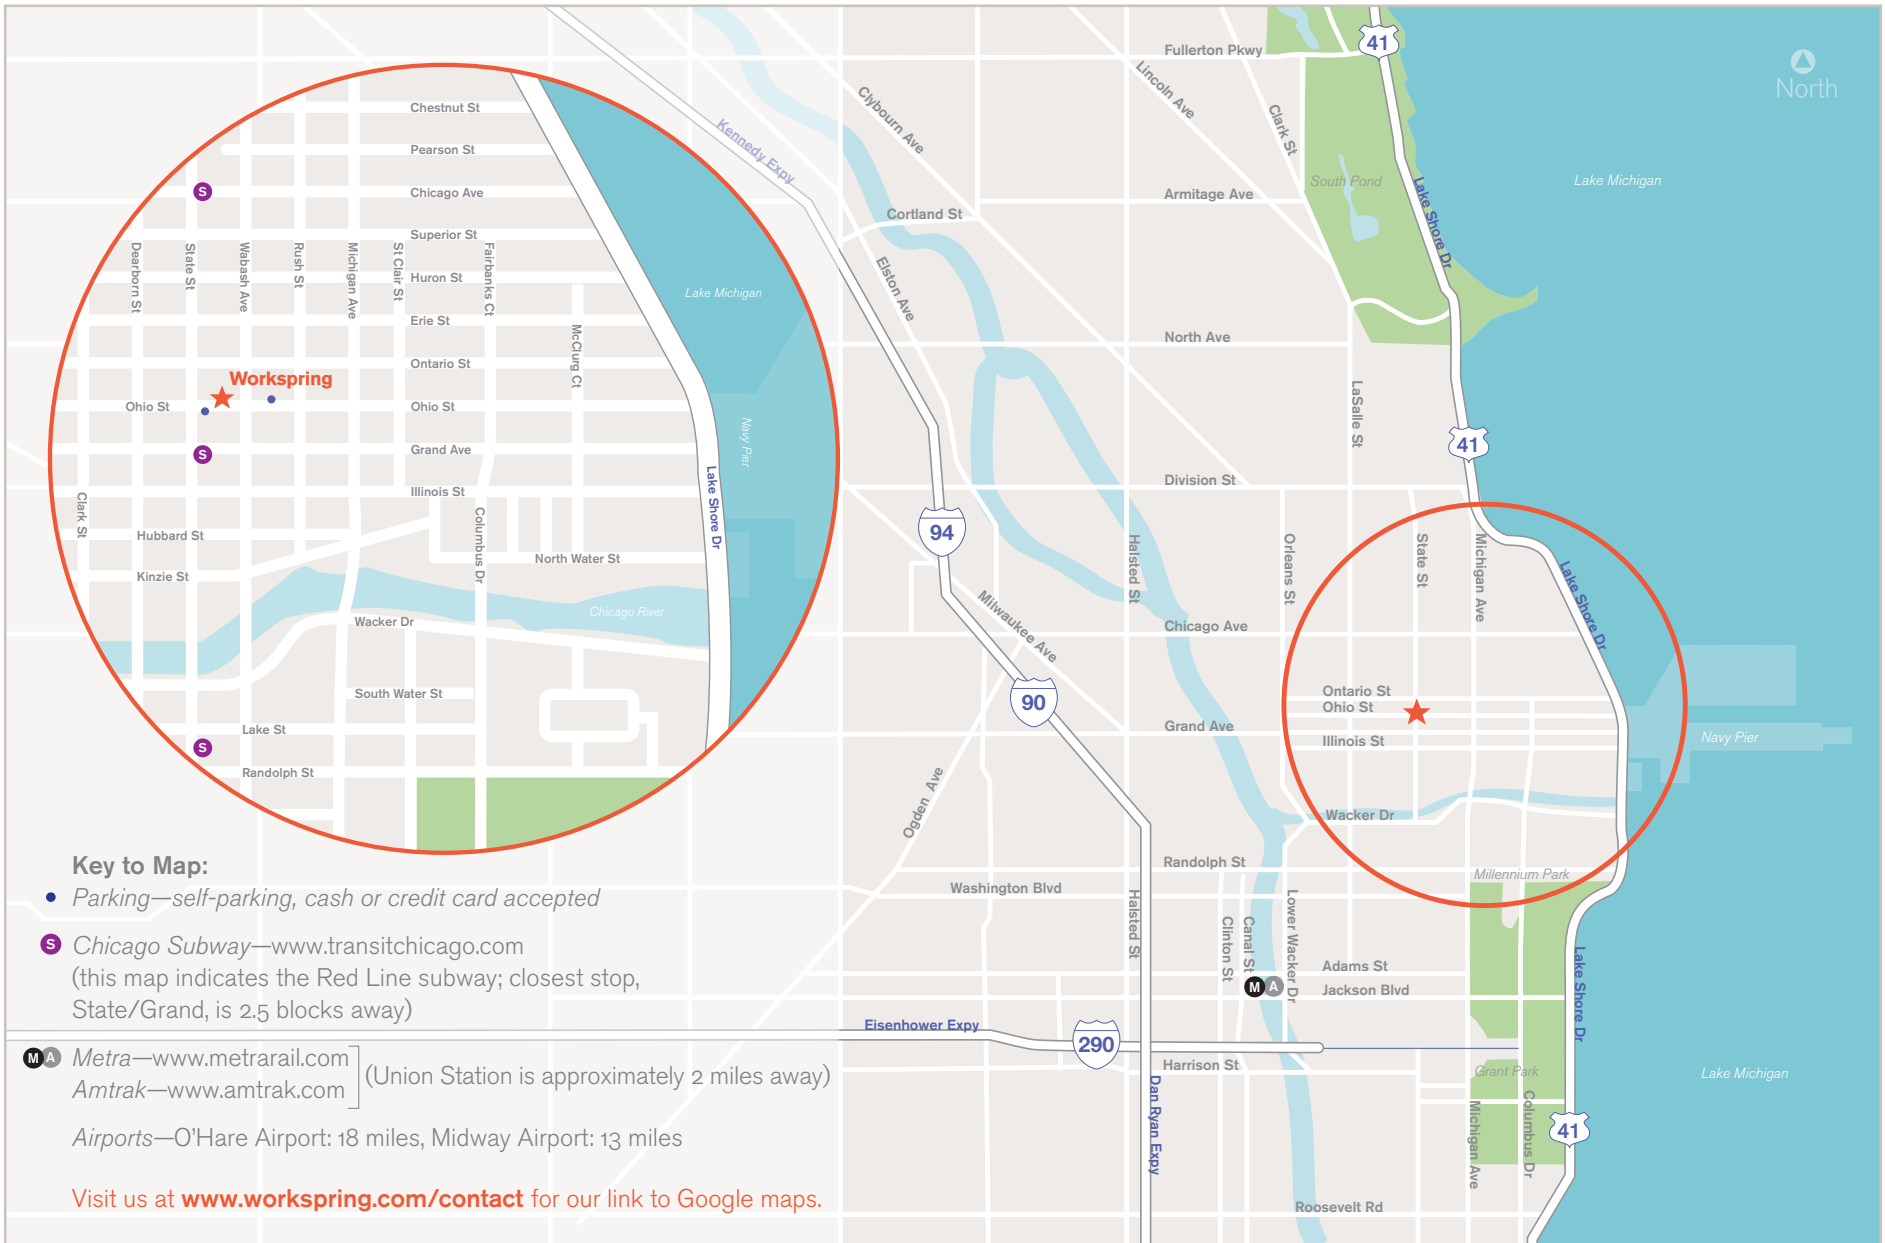 Chestnut St
Pearson St
S
Chicago Ave
Superior St
Dearborn St
State St
Wabash Ave
Rush St
Michigan Ave
St Clair St
Fairbanks Ct
Huron St
Lake Michigan
Erie St
McClurg Ct
Ontario St
Workspring
Ohio St
Ohio St
Navy Pier
S
Grand Ave
Lake Shore Dr
Illinois St
Clark St
Columbus Dr
Hubbard St
North Water St
Kinzie St
Chicago River
Wacker Dr
South Water St
Lake St
S
Randolph St
Key to Map:
Parking—self-parking, cash or credit card accepted
S Chicago Subway—www.transitchicago.com
(this map indicates the Red Line subway; closest stop,
State/Grand, is 2.5 blocks away)
M A Metra—www.metrarail.com
Amtrak—www.amtrak.com
(Union Station is approximately 2 miles away)
Airports—O'Hare Airport: 18 miles, Midway Airport: 13 miles
Visit us at www.workspring.com/contact for our link to Google maps.
Kennedy Expy
Clybourn Ave
Fullerton Pkwy
Lincoln Ave
Clark St
41
North
South Pond
Lake Michigan
Armitage Ave
Lake Shore Dr
Cortland St
Elston Ave
North Ave
LaSalle St
41
Division St
94
Halsted St
Orleans St
State St
Michigan Ave
Lake Shore Dr
Milwaukee Ave
Chicago Ave
90
Ontario St
Ohio St
Grand Ave
Illinois St
Navy Pier
Ogden Ave
Wacker Dr
Randolph St
Millennium Park
Washington Blvd
Halsted St
Clinton St
Canal St
Lower Wacker Dr
Adams St
M A
Jackson Blvd
Lake Shore Dr
Eisenhower Expy
290
Harrison St
Grant Park
Lake Michigan
Dan Ryan Expy
Michigan Ave
Columbus Dr
41
Roosevelt Rd